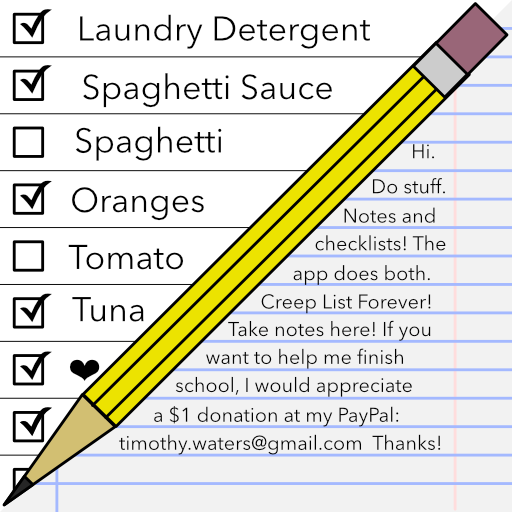 Laundry Detergent
Spaghetti Sauce
Spaghetti
Oranges
Tomato
Tuna
❤
Hi.
Do stuff.
Notes and
checklists! The
app does both.
Creep List Forever!
Take notes here! If you
want to help me finish
school, I would appreciate
a $1 donation at my PayPal:
timothy.waters@gmail.com Thanks!